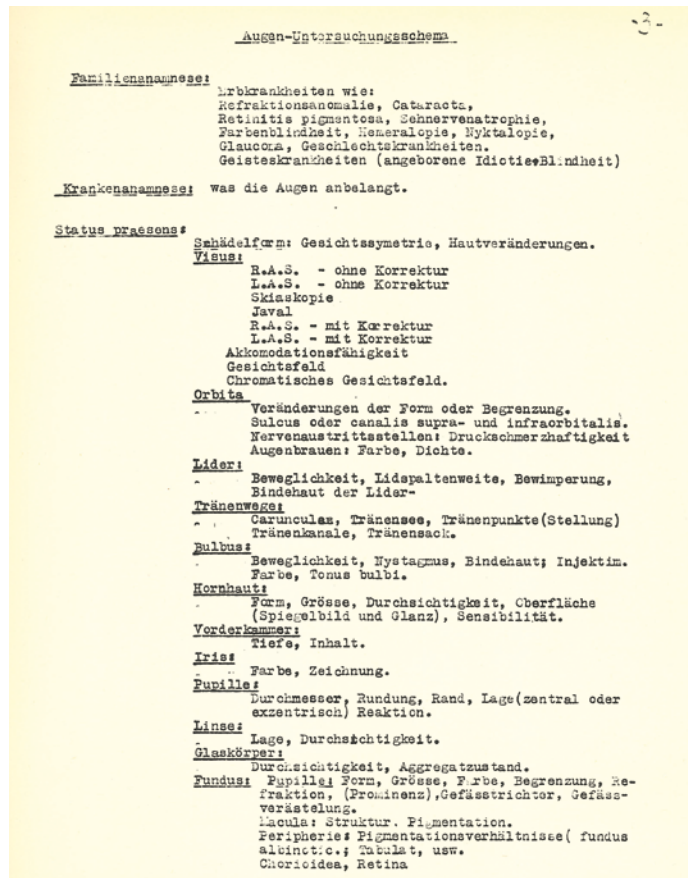 -3-
Augen-Untersuchungsschema
Familienanamnese:
Erbkrankheiten wie:
Refraktionsanomalie, Cataracta,
Retinitis pigmentosa, Sehnervenatrophie,
Farbenblindheit, Hemeralopie, Nyktalopie,
Glaucoma, Geschlechtskrankheiten.
Geisteskrankheiten (angeborene Idiotie+Blindheit)
Krankenanamnese: was die Augen anbelangt.
Status praesens:
Schädelform: Gesichtssymetrie, Hautveränderungen.
Visus:
R.A.S. - ohne Korrektur
L.A.S. - ohne Korrektur
Skiaskopie
Javal
R.A.S. - mit Korrektur
L.A.S. - mit Korrektur
Akkomodationsfähigkeit
Gesichtsfeld
Chromatisches Gesichtsfeld.
Orbita
Veränderungen der Form oder Begrenzung.
Sulcus oder canalis supra- und infraorbitalis.
Nervenaustrittsstellen: Druckschmerzhaftigkeit
Augenbrauen: Farbe, Dichte.
Lider:
Beweglichkeit, Lidspaltenweite, Bewimperung,
Bindehaut der Lider-
Tränenwege:
Carunculae, Tränensee, Tränenpunkte(Stellung)
Tränenkanale, Tränensack.
Bulbus:
Beweglichkeit, Nystagmus, Bindehaut; Injektim.
Farbe, Tonus bulbi.
Hornhaut:
Form, Grösse, Durchsichtigkeit, Oberfläche
(Spiegelbild und Glanz), Sensibilität.
Vorderkammer:
Tiefe, Inhalt.
Iris:
Farbe, Zeichnung.
Pupille:
Durchmesser, Rundung, Rand, Lage(zentral oder
exzentrisch) Reaktion.
Linse:
Lage, Durchsichtigkeit.
Glaskörper:
Durchsichtigkeit, Aggregatzustand.
Fundus: Pupille: Form, Grösse, Farbe, Begrenzung, Re-
fraktion, (Prominenz),Gefässtrichter, Gefäss-
verästelung.
Macula: Struktur. Pigmentation.
Peripherie: Pigmentationsverhältnisse( fundus
albinotic.; Tabulat, usw.
Chorioidea, Retina